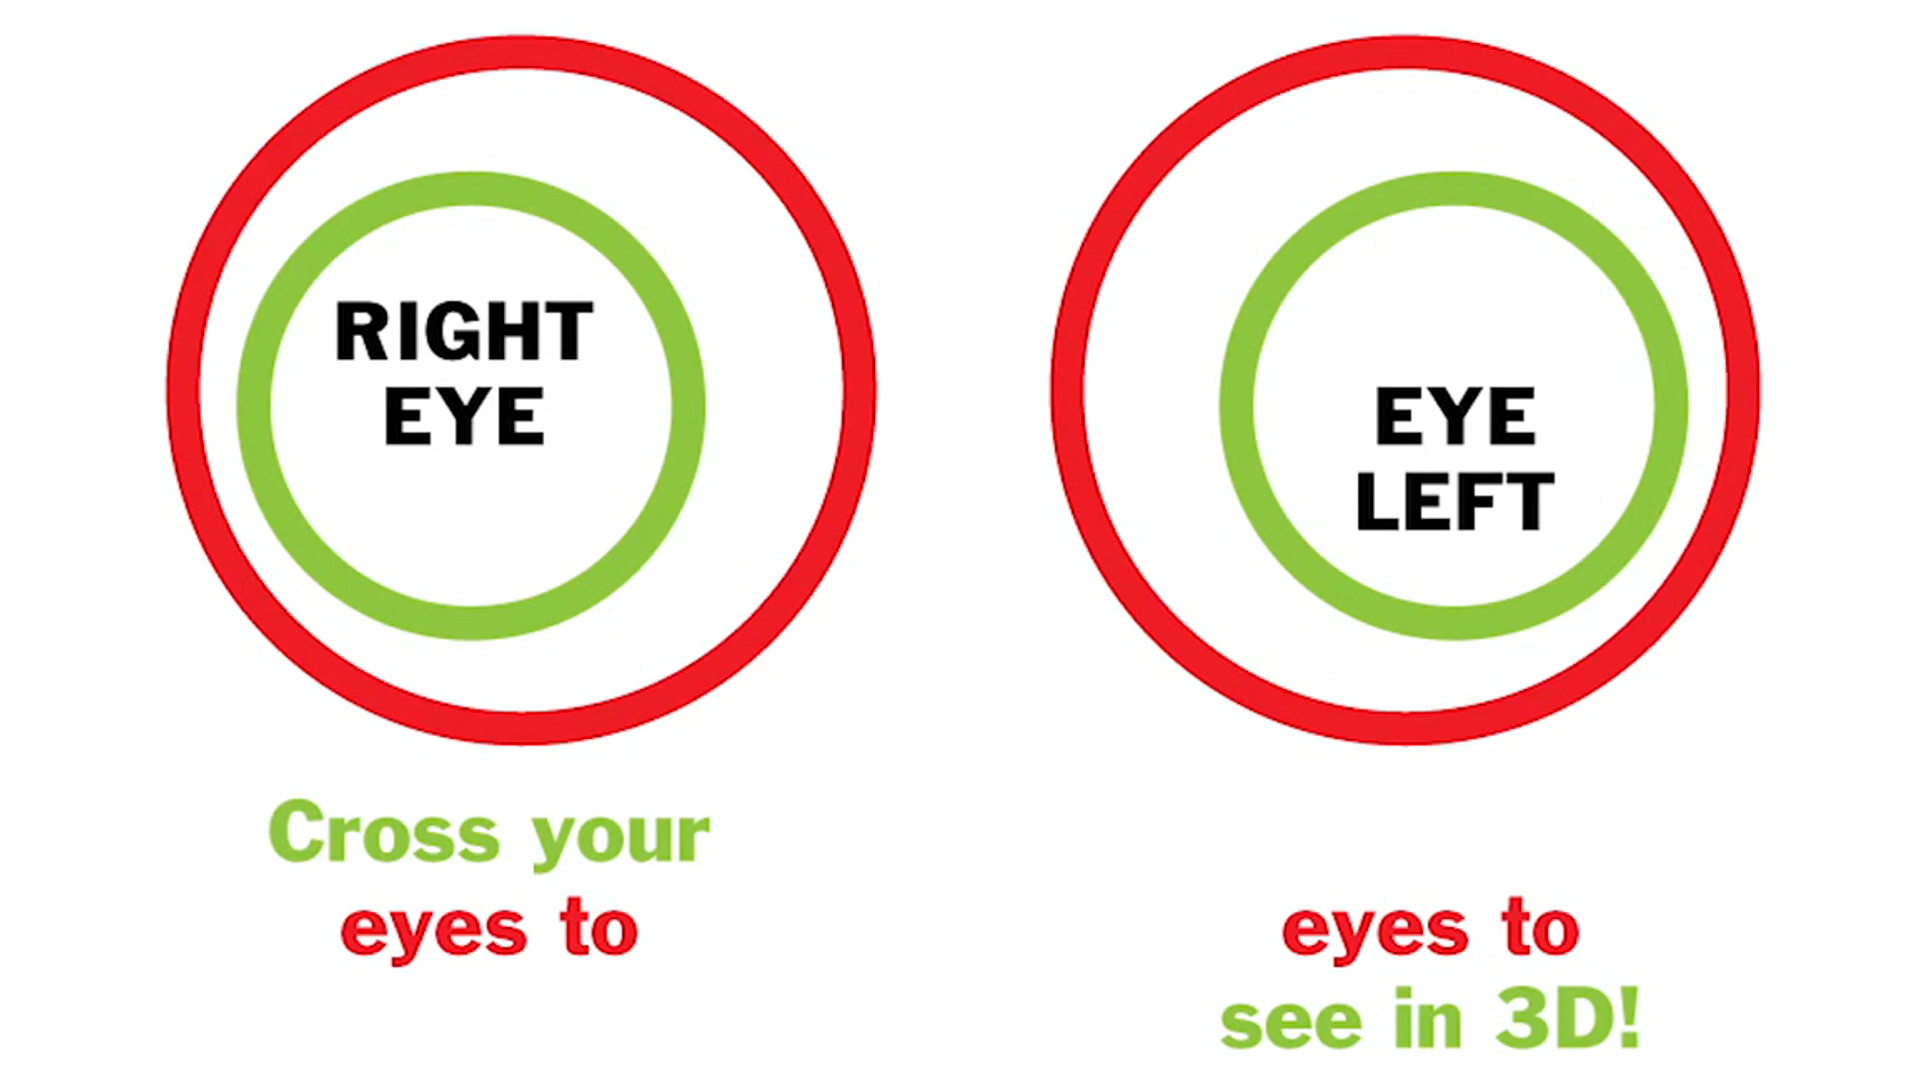 RIGHT
EYE
EYE
LEFT
Cross your
eyes to
eyes to
see in 3D!